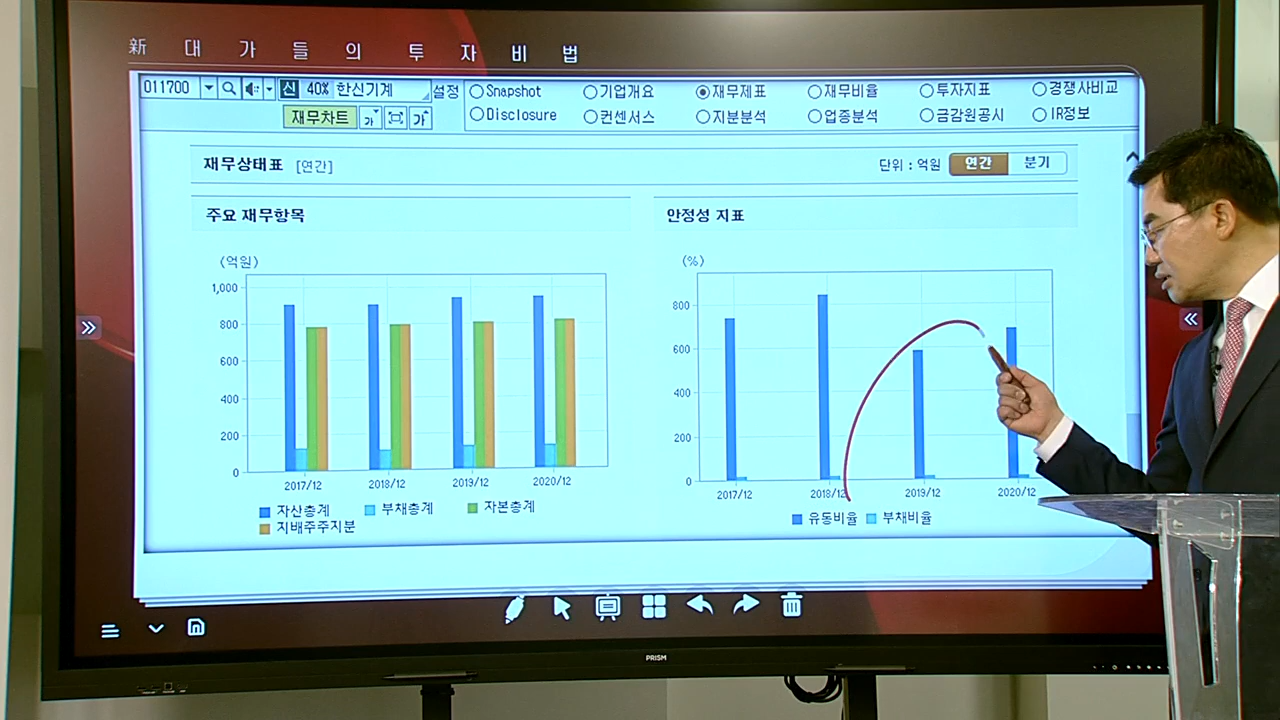 新 대 가 들 의 투 자 비 법
011700 신 40% 한신기계 설정 Snapshot 기업개요 재무제표 재무비율 투자지표 경쟁사비교
재무차트 가 가 Disclosure 컨센서스 지분분석 업종분석 금감원공시 IR정보
재무상태표 [연간] 단위 : 억원 연간 분기
주요 재무항목
(억원)
1,000
800
600
400
200
0
2017/12 2018/12 2019/12 2020/12
자산총계 부채총계 자본총계
지배주주지분
안정성 지표
(%)
800
600
400
200
0
2017/12 2018/12 2019/12 2020/12
유동비율 부채비율
PRISM